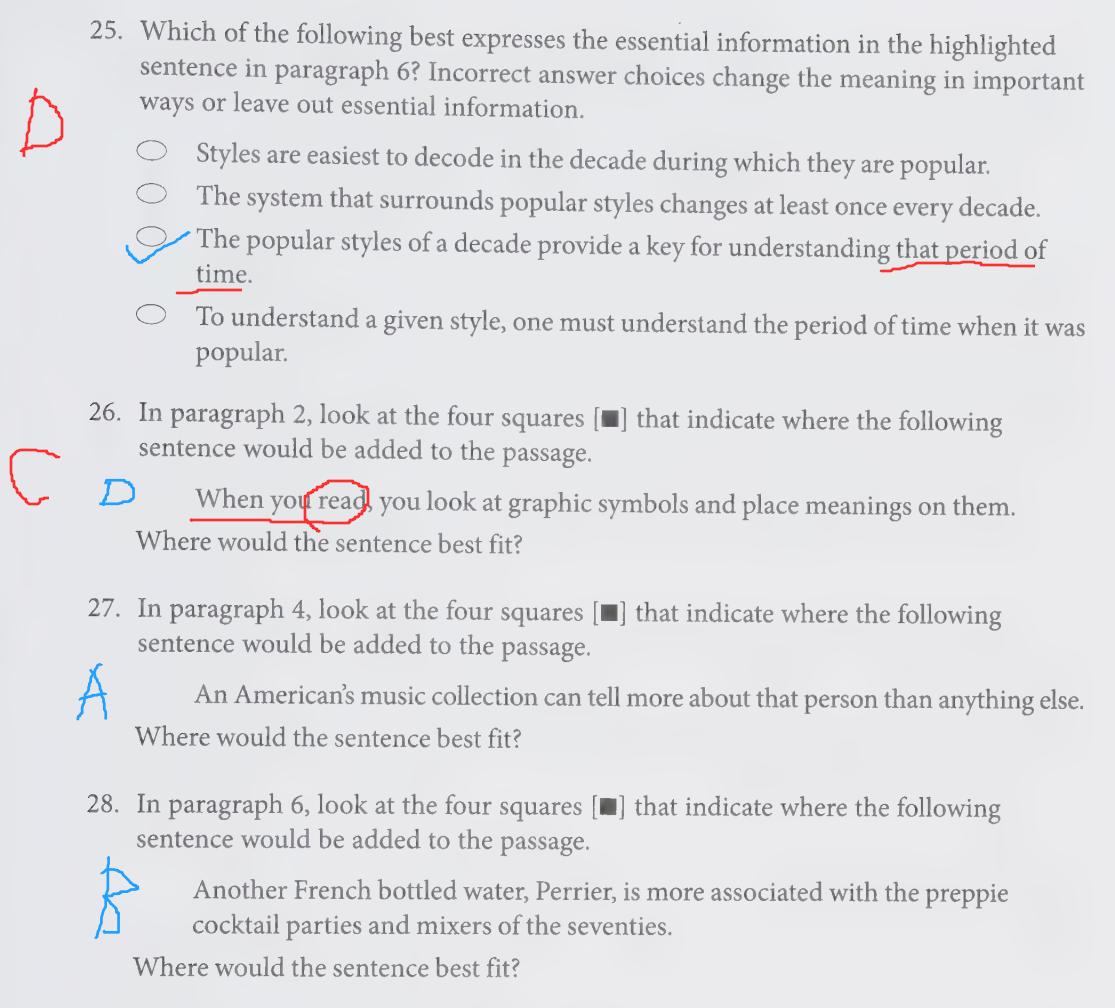 25. Which of the following best expresses the essential information in the highlighted
sentence in paragraph 6? Incorrect answer choices change the meaning in important
ways or leave out essential information.
D
Styles are easiest to decode in the decade during which they are popular.
The system that surrounds popular styles changes at least once every decade.
The popular styles of a decade provide a key for understanding that period of
time.
To understand a given style, one must understand the period of time when it was
popular.
26. In paragraph 2, look at the four squares [■] that indicate where the following
sentence would be added to the passage.
C D When you read, you look at graphic symbols and place meanings on them.
Where would the sentence best fit?
27. In paragraph 4, look at the four squares [■] that indicate where the following
sentence would be added to the passage.
A An American's music collection can tell more about that person than anything else.
Where would the sentence best fit?
28. In paragraph 6, look at the four squares [■] that indicate where the following
sentence would be added to the passage.
B Another French bottled water, Perrier, is more associated with the preppie
cocktail parties and mixers of the seventies.
Where would the sentence best fit?